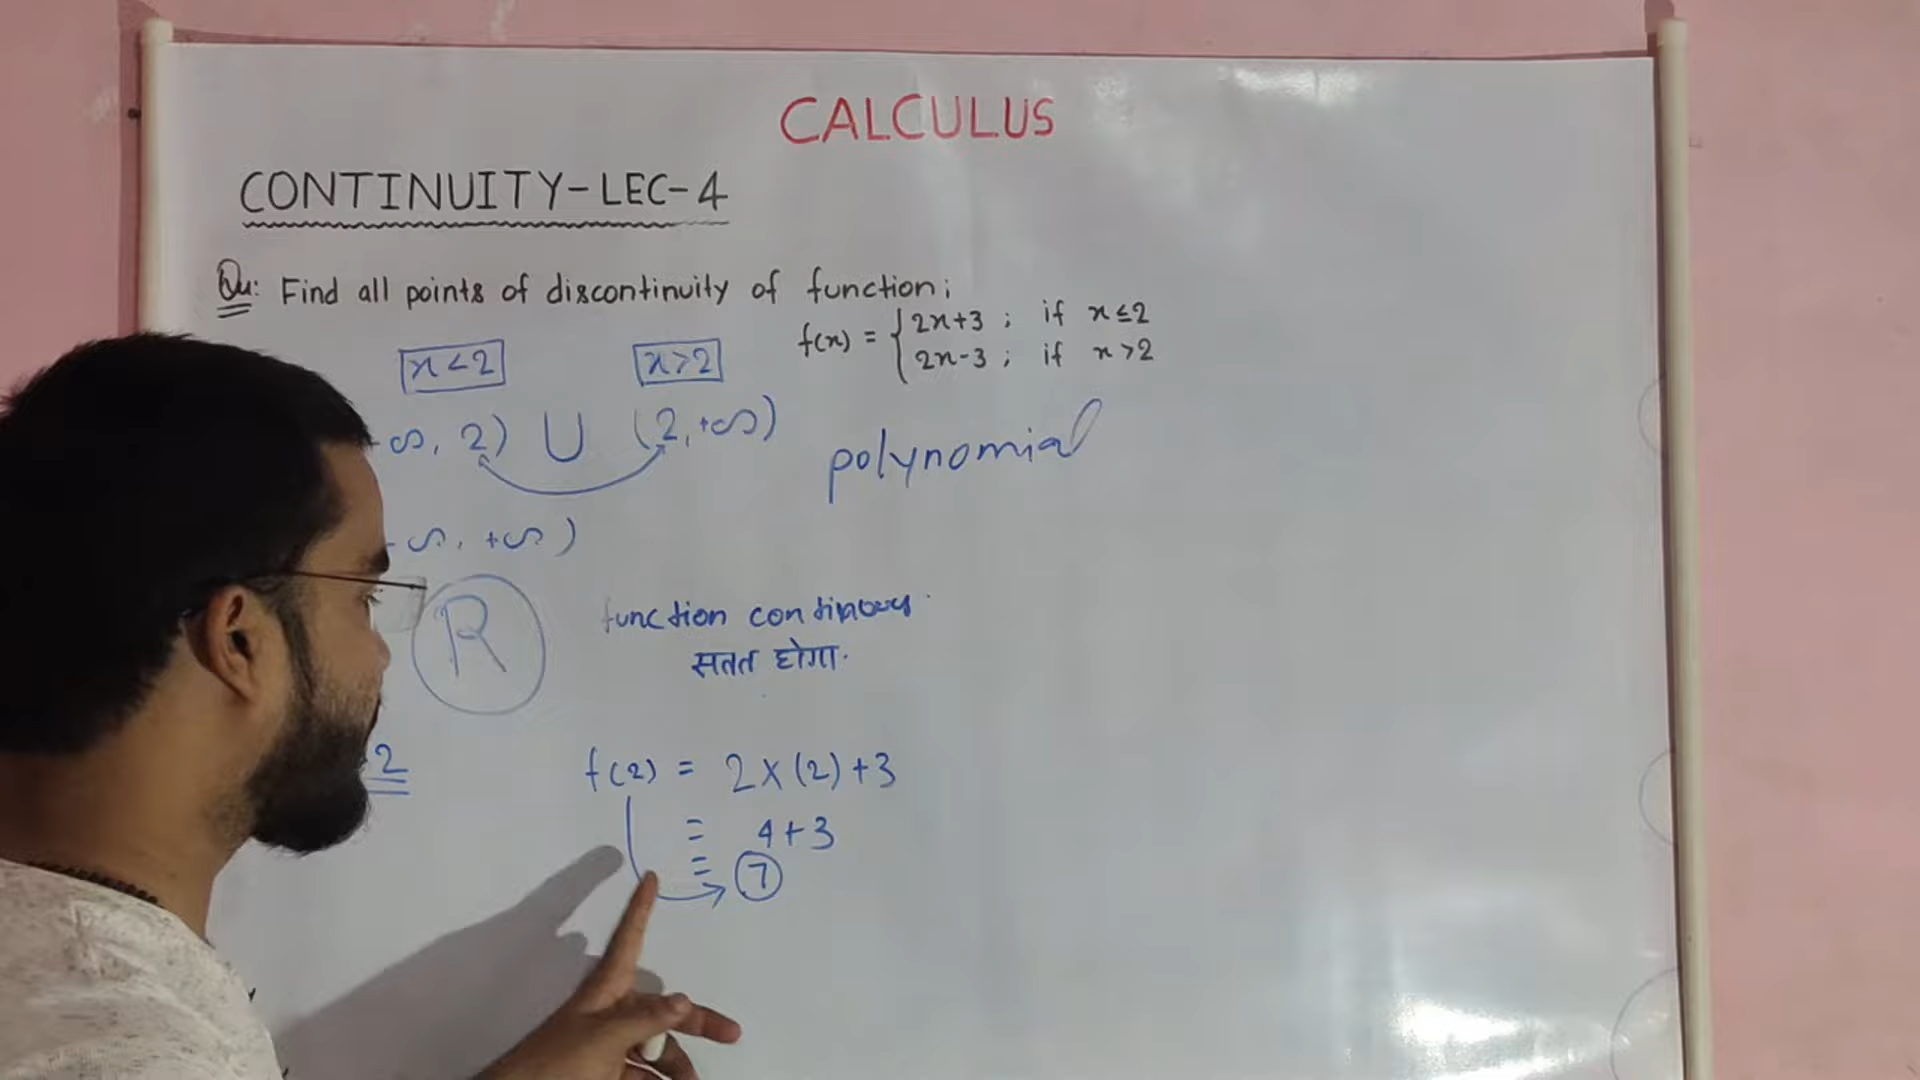 CALCULUS
CONTINUITY-LEC-4
Qu: Find all points of discontinuity of function;
f(x) = { 2x+3 ; if x≤2
2x-3 ; if x>2
x<2 x>2
∞, 2) ∪ (2, +∞)
polynomial
-∞, +∞)
R
function continuous
सतत होगा.
2
f(2) = 2×(2)+3
= 4+3
= 7